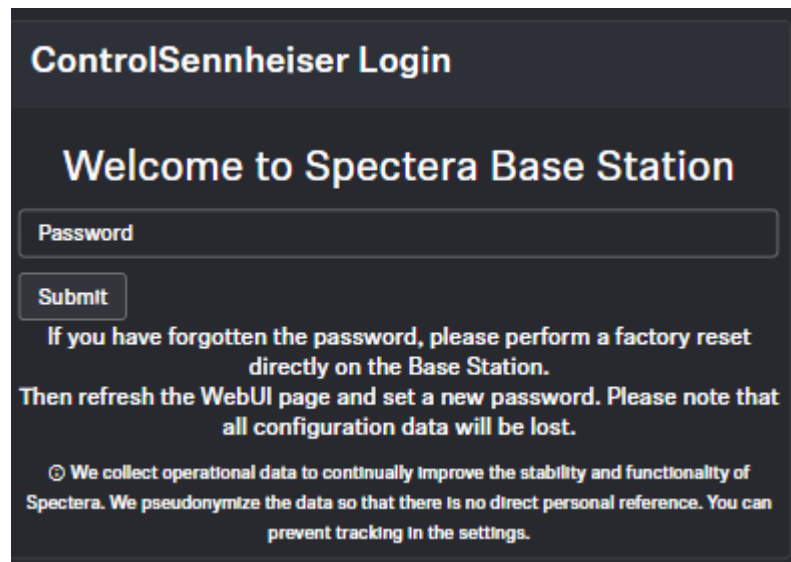 ControlSennheiser Login
Welcome to Spectera Base Station
Password
Submit
If you have forgotten the password, please perform a factory reset
directly on the Base Station.
Then refresh the WebUI page and set a new password. Please note that
all configuration data will be lost.
We collect operational data to continually improve the stability and functionality of
Spectera. We pseudonymize the data so that there is no direct personal reference. You can
prevent tracking in the settings.